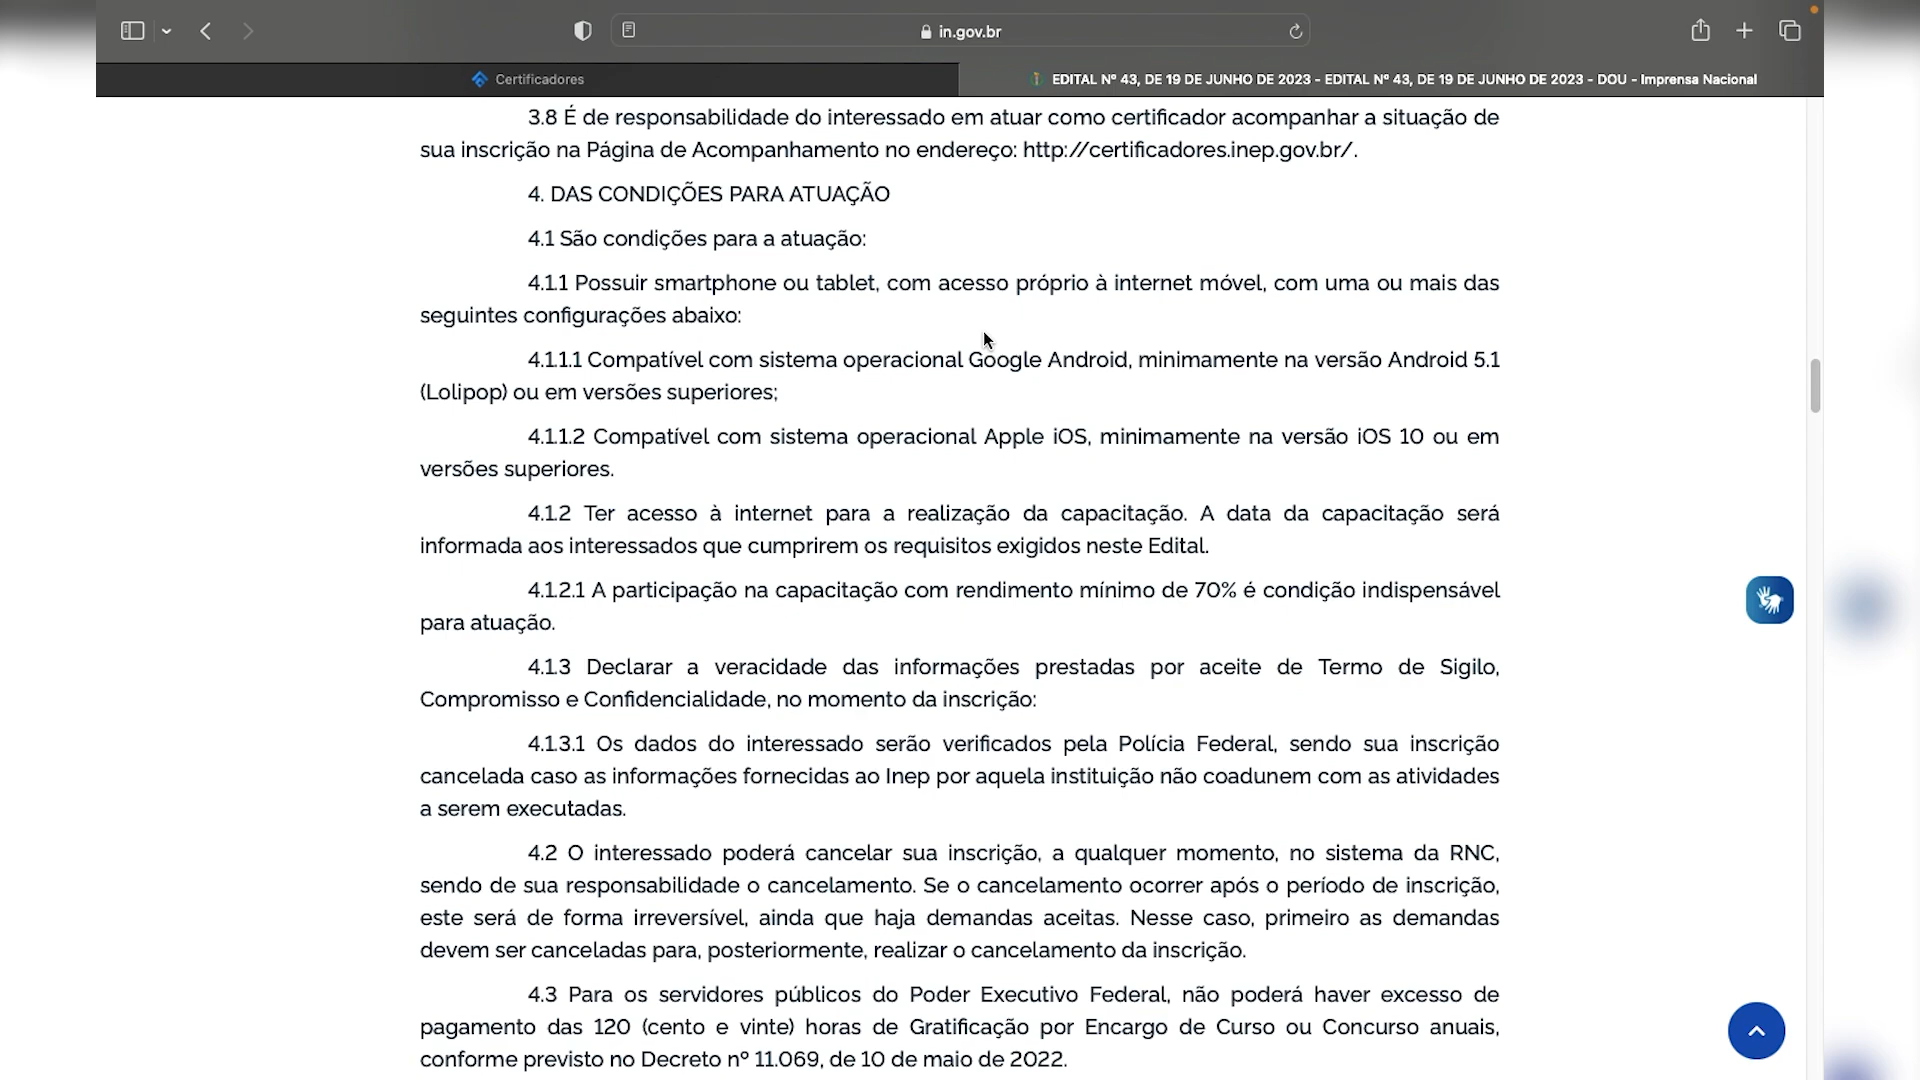 in.gov.br
Certificadores
EDITAL Nº 43, DE 19 DE JUNHO DE 2023 - EDITAL Nº 43, DE 19 DE JUNHO DE 2023 - DOU - Imprensa Nacional
3.8 É de responsabilidade do interessado em atuar como certificador acompanhar a situação de
sua inscrição na Página de Acompanhamento no endereço: http://certificadores.inep.gov.br/.
4. DAS CONDIÇÕES PARA ATUAÇÃO
4.1 São condições para a atuação:
4.1.1 Possuir smartphone ou tablet, com acesso próprio à internet móvel, com uma ou mais das
seguintes configurações abaixo:
4.1.1.1 Compatível com sistema operacional Google Android, minimamente na versão Android 5.1
(Lolipop) ou em versões superiores;
4.1.1.2 Compatível com sistema operacional Apple iOS, minimamente na versão iOS 10 ou em
versões superiores.
4.1.2 Ter acesso à internet para a realização da capacitação. A data da capacitação será
informada aos interessados que cumprirem os requisitos exigidos neste Edital.
4.1.2.1 A participação na capacitação com rendimento mínimo de 70% é condição indispensável
para atuação.
4.1.3 Declarar a veracidade das informações prestadas por aceite de Termo de Sigilo,
Compromisso e Confidencialidade, no momento da inscrição:
4.1.3.1 Os dados do interessado serão verificados pela Polícia Federal, sendo sua inscrição
cancelada caso as informações fornecidas ao Inep por aquela instituição não coadunem com as atividades
a serem executadas.
4.2 O interessado poderá cancelar sua inscrição, a qualquer momento, no sistema da RNC,
sendo de sua responsabilidade o cancelamento. Se o cancelamento ocorrer após o período de inscrição,
este será de forma irreversível, ainda que haja demandas aceitas. Nesse caso, primeiro as demandas
devem ser canceladas para, posteriormente, realizar o cancelamento da inscrição.
4.3 Para os servidores públicos do Poder Executivo Federal, não poderá haver excesso de
pagamento das 120 (cento e vinte) horas de Gratificação por Encargo de Curso ou Concurso anuais,
conforme previsto no Decreto nº 11.069, de 10 de maio de 2022.